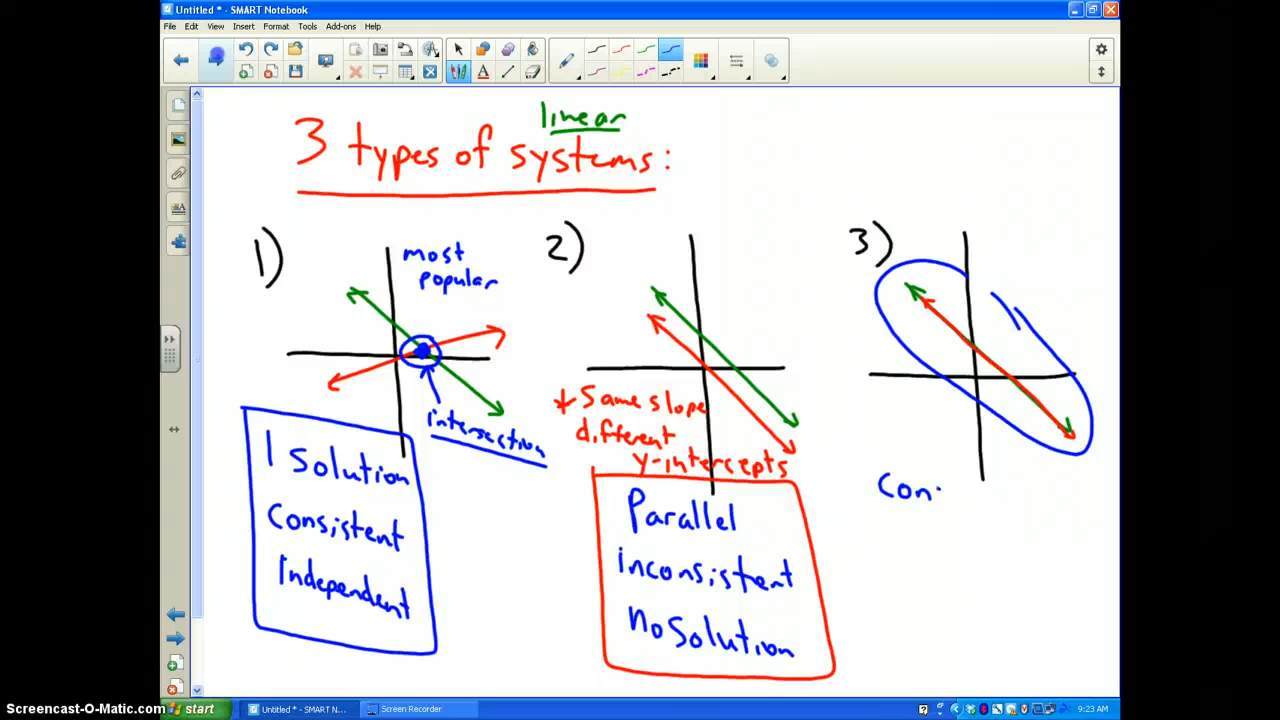 Untitled * - SMART Notebook
File Edit View Insert Format Tools Add-ons Help
linear
3 types of systems:
1)
most
popular
intersection
1 Solution
Consistent
independent
2)
* Same slope
different
y-intercepts
Parallel
inconsistent
no Solution
3)
Con
Screencast-O-Matic.com
start
Untitled * - SMART N...
Screen Recorder
9:23 AM